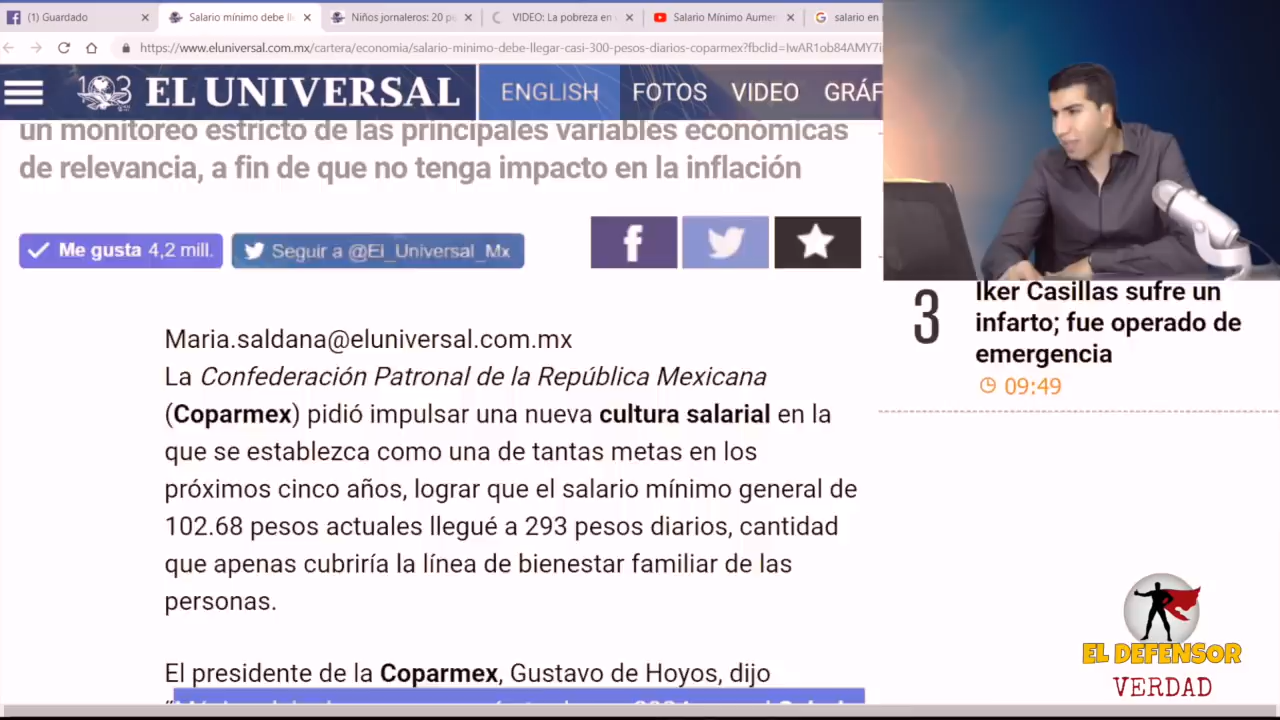 (1) Guardado
Salario mínimo debe ll
Niños jornaleros: 20 p
VIDEO: La pobreza en
Salario Mínimo Aumen
salario en
https://www.eluniversal.com.mx/cartera/economia/salario-minimo-debe-llegar-casi-300-pesos-diarios-coparmex?fbclid=IwAR1ob84AMY7i
103 EL UNIVERSAL ENGLISH FOTOS VIDEO GRÁF
un monitoreo estricto de las principales variables económicas
de relevancia, a fin de que no tenga impacto en la inflación
Me gusta 4,2 mill.
Seguir a @El_Universal_Mx
Maria.saldana@eluniversal.com.mx
La Confederación Patronal de la República Mexicana
(Coparmex) pidió impulsar una nueva cultura salarial en la
que se establezca como una de tantas metas en los
próximos cinco años, lograr que el salario mínimo general de
102.68 pesos actuales llegué a 293 pesos diarios, cantidad
que apenas cubriría la línea de bienestar familiar de las
personas.
El presidente de la Coparmex, Gustavo de Hoyos, dijo
3
Iker Casillas sufre un
infarto; fue operado de
emergencia
09:49
EL DEFENSOR
VERDAD